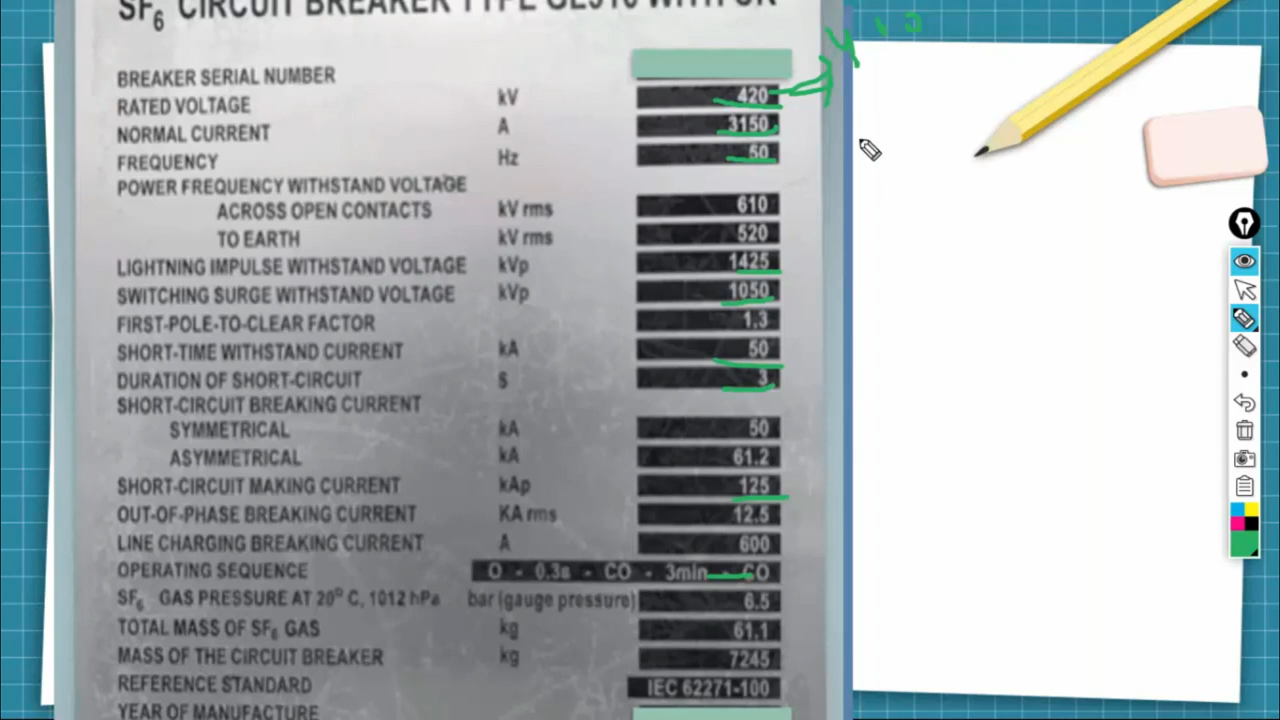 SF6 CIRCUIT BREAKER TYPE
BREAKER SERIAL NUMBER
RATED VOLTAGE kV 420
NORMAL CURRENT A 3150
FREQUENCY Hz 50
POWER FREQUENCY WITHSTAND VOLTAGE
ACROSS OPEN CONTACTS kV rms 610
TO EARTH kV rms 520
LIGHTNING IMPULSE WITHSTAND VOLTAGE kVp 1425
SWITCHING SURGE WITHSTAND VOLTAGE kVp 1050
FIRST-POLE-TO-CLEAR FACTOR 1.3
SHORT-TIME WITHSTAND CURRENT kA 50
DURATION OF SHORT-CIRCUIT S 3
SHORT-CIRCUIT BREAKING CURRENT
SYMMETRICAL kA 50
ASYMMETRICAL kA 61.2
SHORT-CIRCUIT MAKING CURRENT kAp 125
OUT-OF-PHASE BREAKING CURRENT KA rms 12.5
LINE CHARGING BREAKING CURRENT A 600
OPERATING SEQUENCE O - 0.3s - CO - 3min - CO
SF6 GAS PRESSURE AT 20° C, 1012 hPa bar (gauge pressure) 6.5
TOTAL MASS OF SF6 GAS kg 61.1
MASS OF THE CIRCUIT BREAKER kg 7245
REFERENCE STANDARD IEC 62271-100
YEAR OF MANUFACTURE